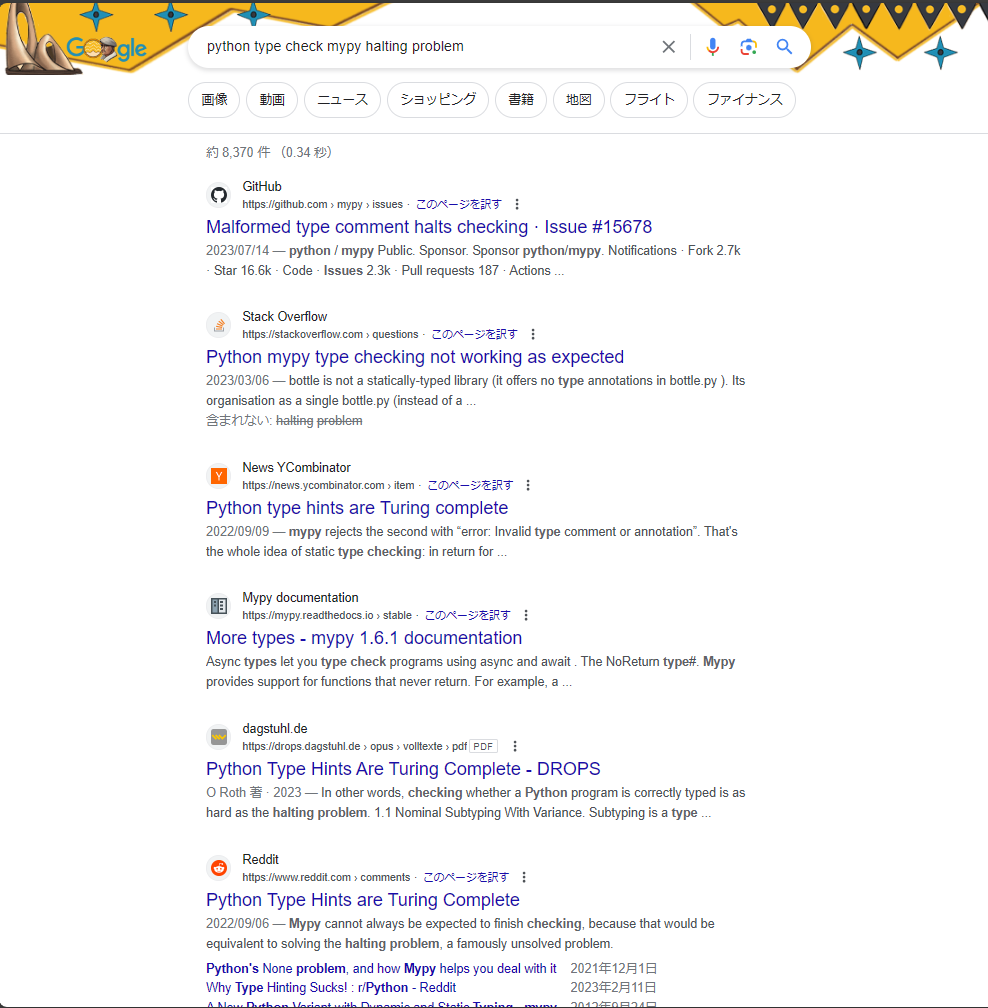 Google
python type check mypy halting problem
画像 動画 ニュース ショッピング 書籍 地図 フライト ファイナンス
約 8,370 件 (0.34 秒)
GitHub
https://github.com › mypy › issues · このページを訳す
Malformed type comment halts checking · Issue #15678
2023/07/14 — python / mypy Public. Sponsor. Sponsor python/mypy. Notifications · Fork 2.7k
· Star 16.6k · Code · Issues 2.3k · Pull requests 187 · Actions ...
Stack Overflow
https://stackoverflow.com › questions · このページを訳す
Python mypy type checking not working as expected
2023/03/06 — bottle is not a statically-typed library (it offers no type annotations in bottle.py ). Its
organisation as a single bottle.py (instead of a ...
含まれない: halting problem
News YCombinator
https://news.ycombinator.com › item · このページを訳す
Python type hints are Turing complete
2022/09/09 — mypy rejects the second with “error: Invalid type comment or annotation”. That's
the whole idea of static type checking: in return for ...
Mypy documentation
https://mypy.readthedocs.io › stable · このページを訳す
More types - mypy 1.6.1 documentation
Async types let you type check programs using async and await . The NoReturn type#. Mypy
provides support for functions that never return. For example, a ...
dagstuhl.de
https://drops.dagstuhl.de › opus › volltexte › pdf PDF
Python Type Hints Are Turing Complete - DROPS
O Roth 著 · 2023 — In other words, checking whether a Python program is correctly typed is as
hard as the halting problem. 1.1 Nominal Subtyping With Variance. Subtyping is a type ...
Reddit
https://www.reddit.com › comments · このページを訳す
Python Type Hints are Turing Complete
2022/09/06 — Mypy cannot always be expected to finish checking, because that would be
equivalent to solving the halting problem, a famously unsolved problem.
Python's None problem, and how Mypy helps you deal with it 2021年12月1日
Why Type Hinting Sucks! : r/Python - Reddit 2023年2月11日
A New Python Variant with Dynamic and Static Typing - mypy 2012年9月24日